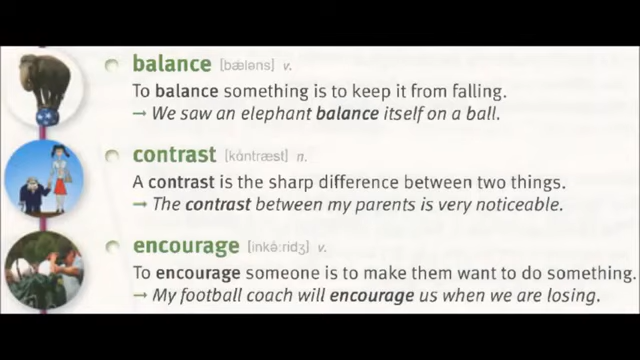 balance [bæləns] v.
To balance something is to keep it from falling.
→ We saw an elephant balance itself on a ball.
contrast [kάntræst] n.
A contrast is the sharp difference between two things.
→ The contrast between my parents is very noticeable.
encourage [inkə́:ridʒ] v.
To encourage someone is to make them want to do something.
→ My football coach will encourage us when we are losing.